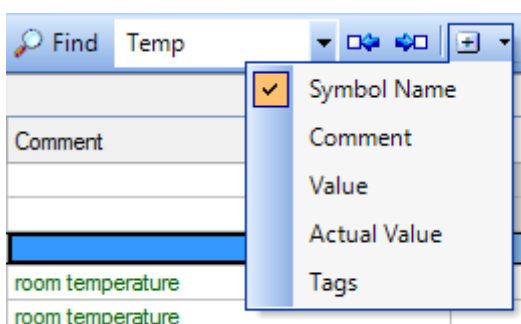 Find Temp
Symbol Name
Comment
Comment
Value
Actual Value
room temperature
Tags
room temperature